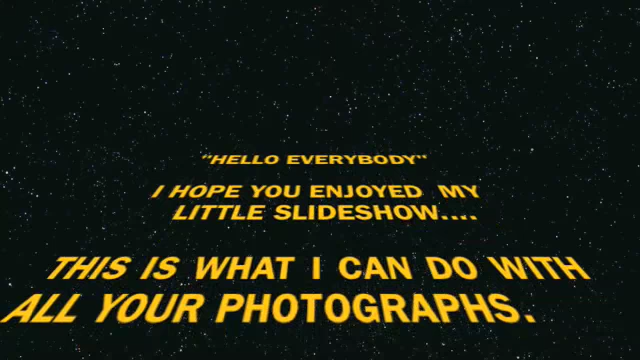 "HELLO EVERYBODY"
I HOPE YOU ENJOYED MY
LITTLE SLIDESHOW....
THIS IS WHAT I CAN DO WITH
ALL YOUR PHOTOGRAPHS.